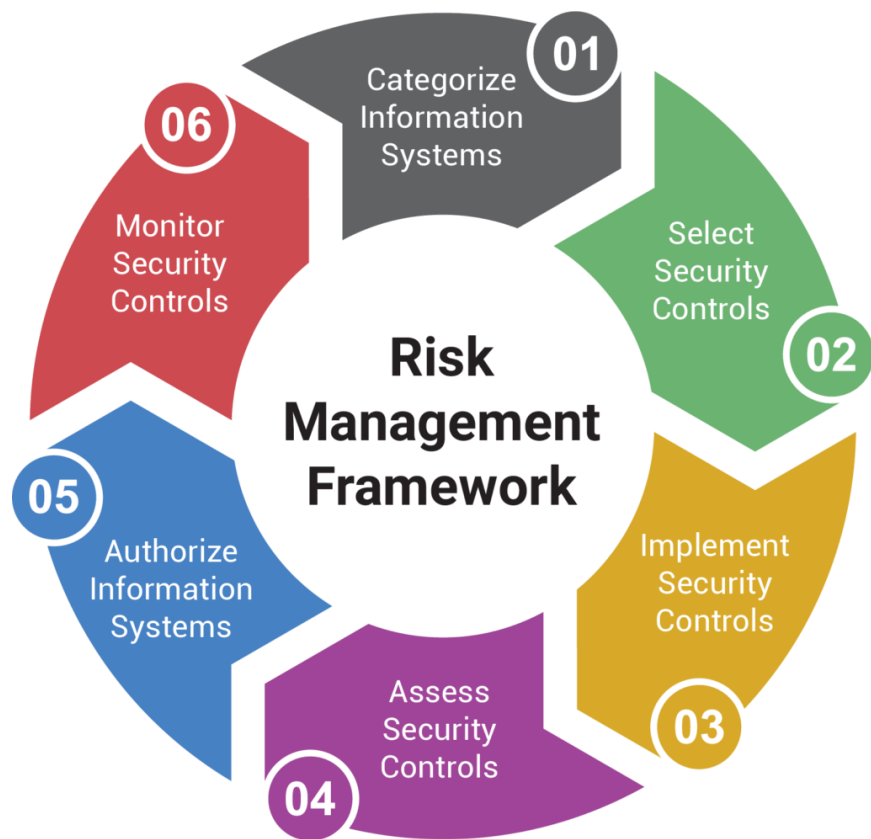 Risk
Management
Framework
01
Categorize
Information
Systems
02
Select
Security
Controls
03
Implement
Security
Controls
04
Assess
Security
Controls
05
Authorize
Information
Systems
06
Monitor
Security
Controls